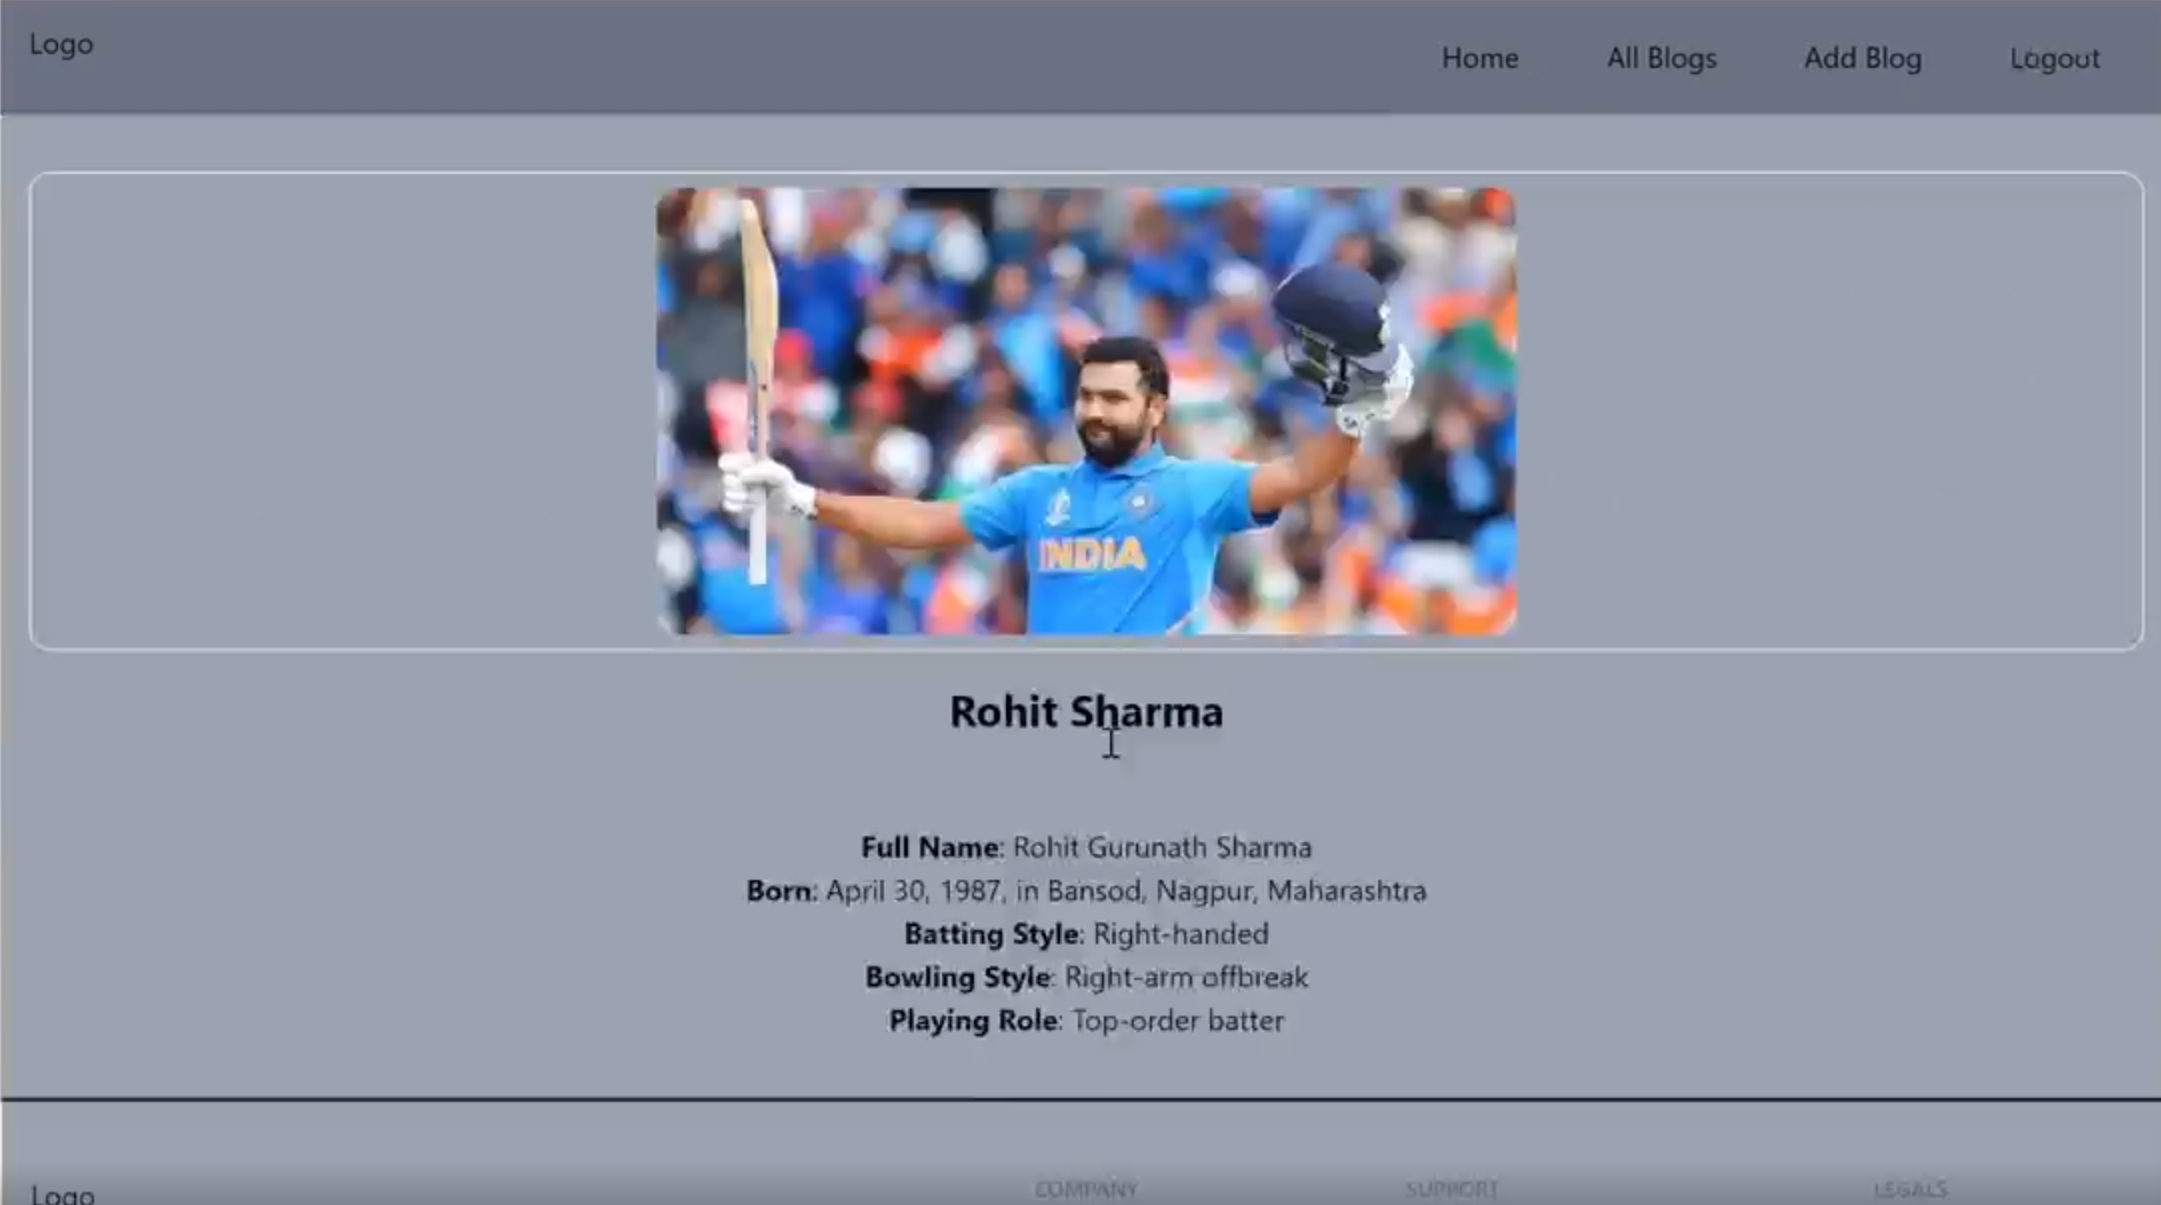 Logo
Home All Blogs Add Blog Logout
INDIA
Rohit Sharma
Full Name: Rohit Gurunath Sharma
Born: April 30, 1987, in Bansod, Nagpur, Maharashtra
Batting Style: Right-handed
Bowling Style: Right-arm offbreak
Playing Role: Top-order batter
Logo COMPANY SUPPORT LEGALS